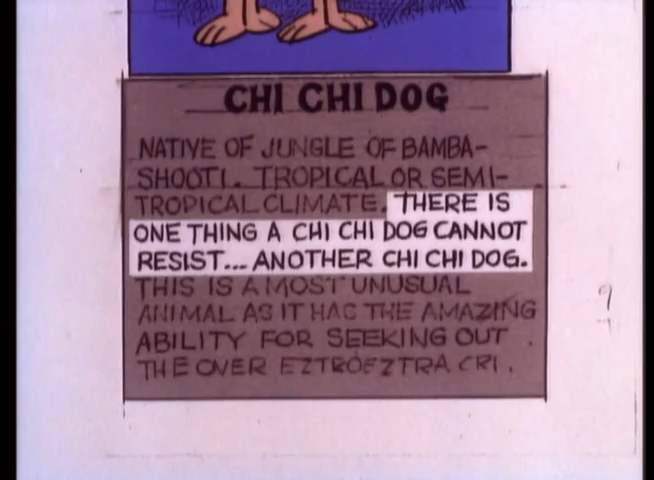 CHI CHI DOG
NATIVE OF JUNGLE OF BAMBA-
SHOOTI. TROPICAL OR SEMI-
TROPICAL CLIMATE. THERE IS
ONE THING A CHI CHI DOG CANNOT
RESIST... ANOTHER CHI CHI DOG.
THIS IS A MOST UNUSUAL
ANIMAL AS IT HAS THE AMAZING
ABILITY FOR SEEKING OUT
THE OVER EZTROEZTRA CRI.